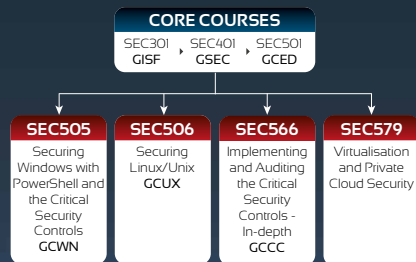 CORE COURSES
SEC301 SEC401 SEC501
GISF GSEC GCED
SEC505
Securing
Windows with
PowerShell and
the Critical
Security
Controls
GCWN
SEC506
Securing
Linux/Unix
GCUX
SEC566
Implementing
and Auditing
the Critical
Security
Controls -
In-depth
GCCC
SEC579
Virtualisation
and Private
Cloud Security